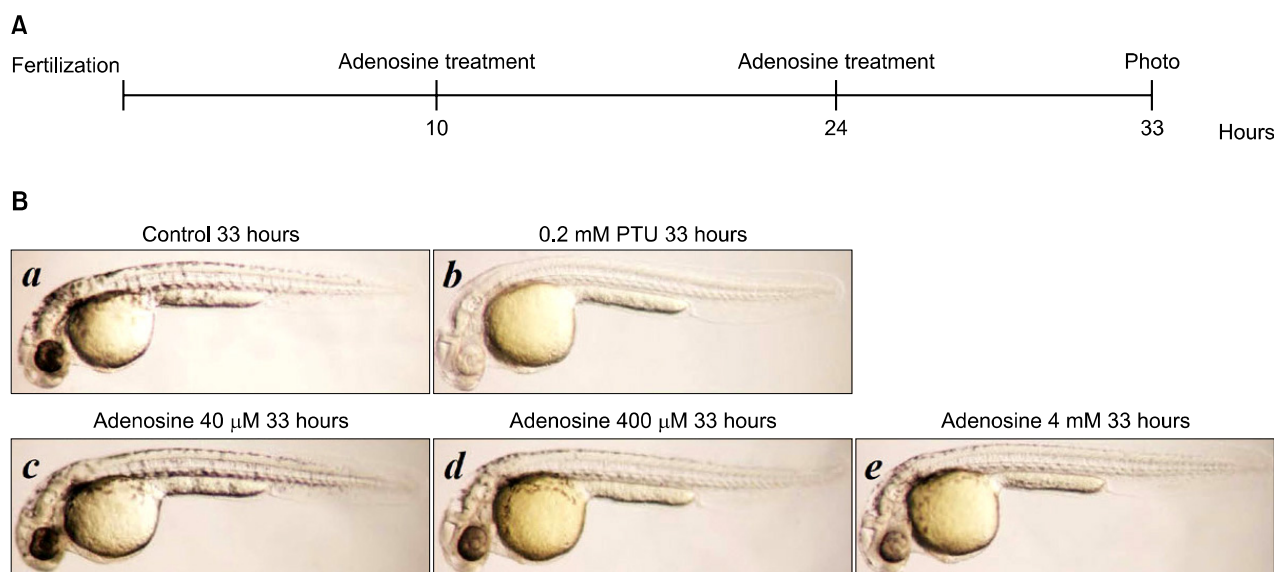 A
Fertilization
Adenosine treatment
Adenosine treatment
Photo
10
24
33
Hours
B
Control 33 hours
0.2 mM PTU 33 hours
a
b
Adenosine 40 μM 33 hours
Adenosine 400 μM 33 hours
Adenosine 4 mM 33 hours
c
d
e